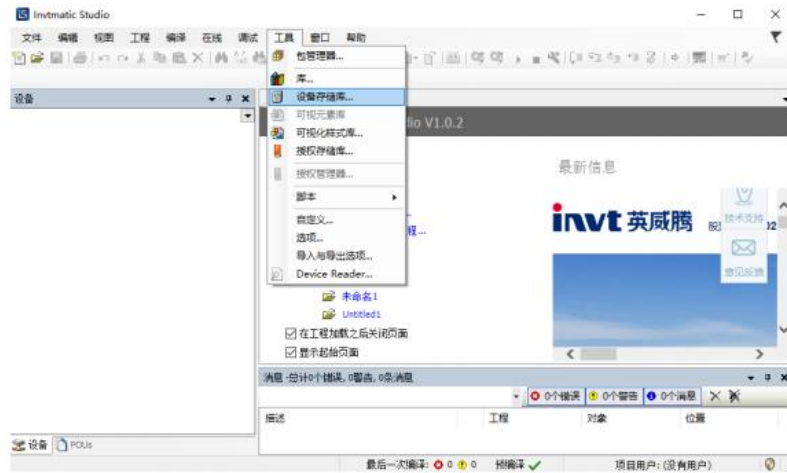 Invtmatic Studio
文件 编辑 视图 工程 编译 在线 调试 工具 窗口 帮助
设备
包管理器...
库...
设备存储库...
可视元素库
可视化样式库...
授权存储库...
授权管理器...
脚本
自定义...
选项...
导入与导出选项...
Device Reader...
dio V1.0.2
程...
未命名1
Untitled1
在工程加载之后关闭页面
显示起始页面
最新信息
invt 英威腾
技术支持
意见反馈
消息 -总计0个错误, 0警告, 0条消息
0个错误 0个警告 0个消息
描述 工程 对象 位置
设备 POUs
最后一次编译: 0 0 预编译 项目用户: (没有用户)